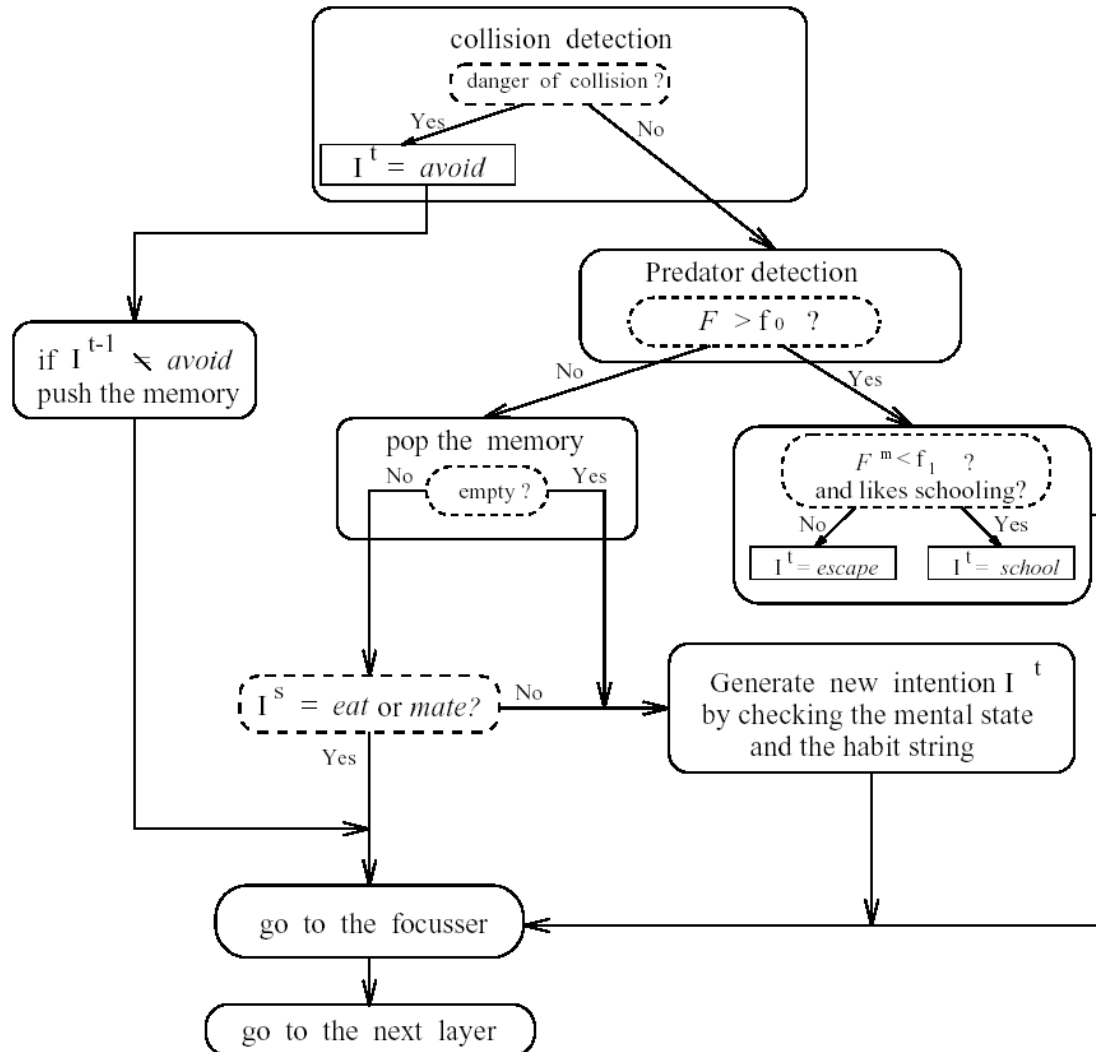 collision detection
danger of collision ?
Yes
No
I^t = avoid
Predator detection
F > f₀ ?
No
Yes
if I^t-1 ≠ avoid
push the memory
pop the memory
No
empty ?
Yes
F^m < f₁ ?
and likes schooling?
No
Yes
I^t = escape
I^t = school
I^s = eat or mate?
No
Yes
Generate new intention I^t
by checking the mental state
and the habit string
go to the focusser
go to the next layer